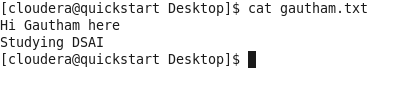 [cloudera@quickstart Desktop]$ cat gautham.txt
Hi Gautham here
Studying DSAI
[cloudera@quickstart Desktop]$